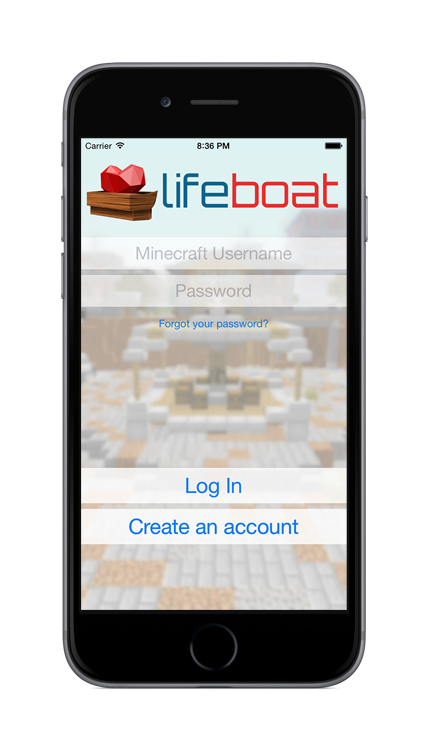 Carrier 8:36 PM
lifeboat
Minecraft Username
Password
Forgot your password?
Log In
Create an account